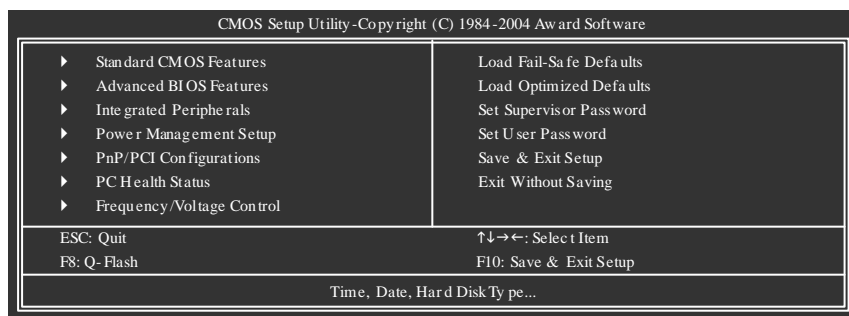 CMOS Setup Utility-Copyright (C) 1984-2004 Award Software
Standard CMOS Features
Advanced BIOS Features
Integrated Peripherals
Power Management Setup
PnP/PCI Configurations
PC Health Status
Frequency/Voltage Control
Load Fail-Safe Defaults
Load Optimized Defaults
Set Supervisor Password
Set User Password
Save & Exit Setup
Exit Without Saving
ESC: Quit
↑↓→←: Select Item
F8: Q-Flash
F10: Save & Exit Setup
Time, Date, Hard Disk Type...